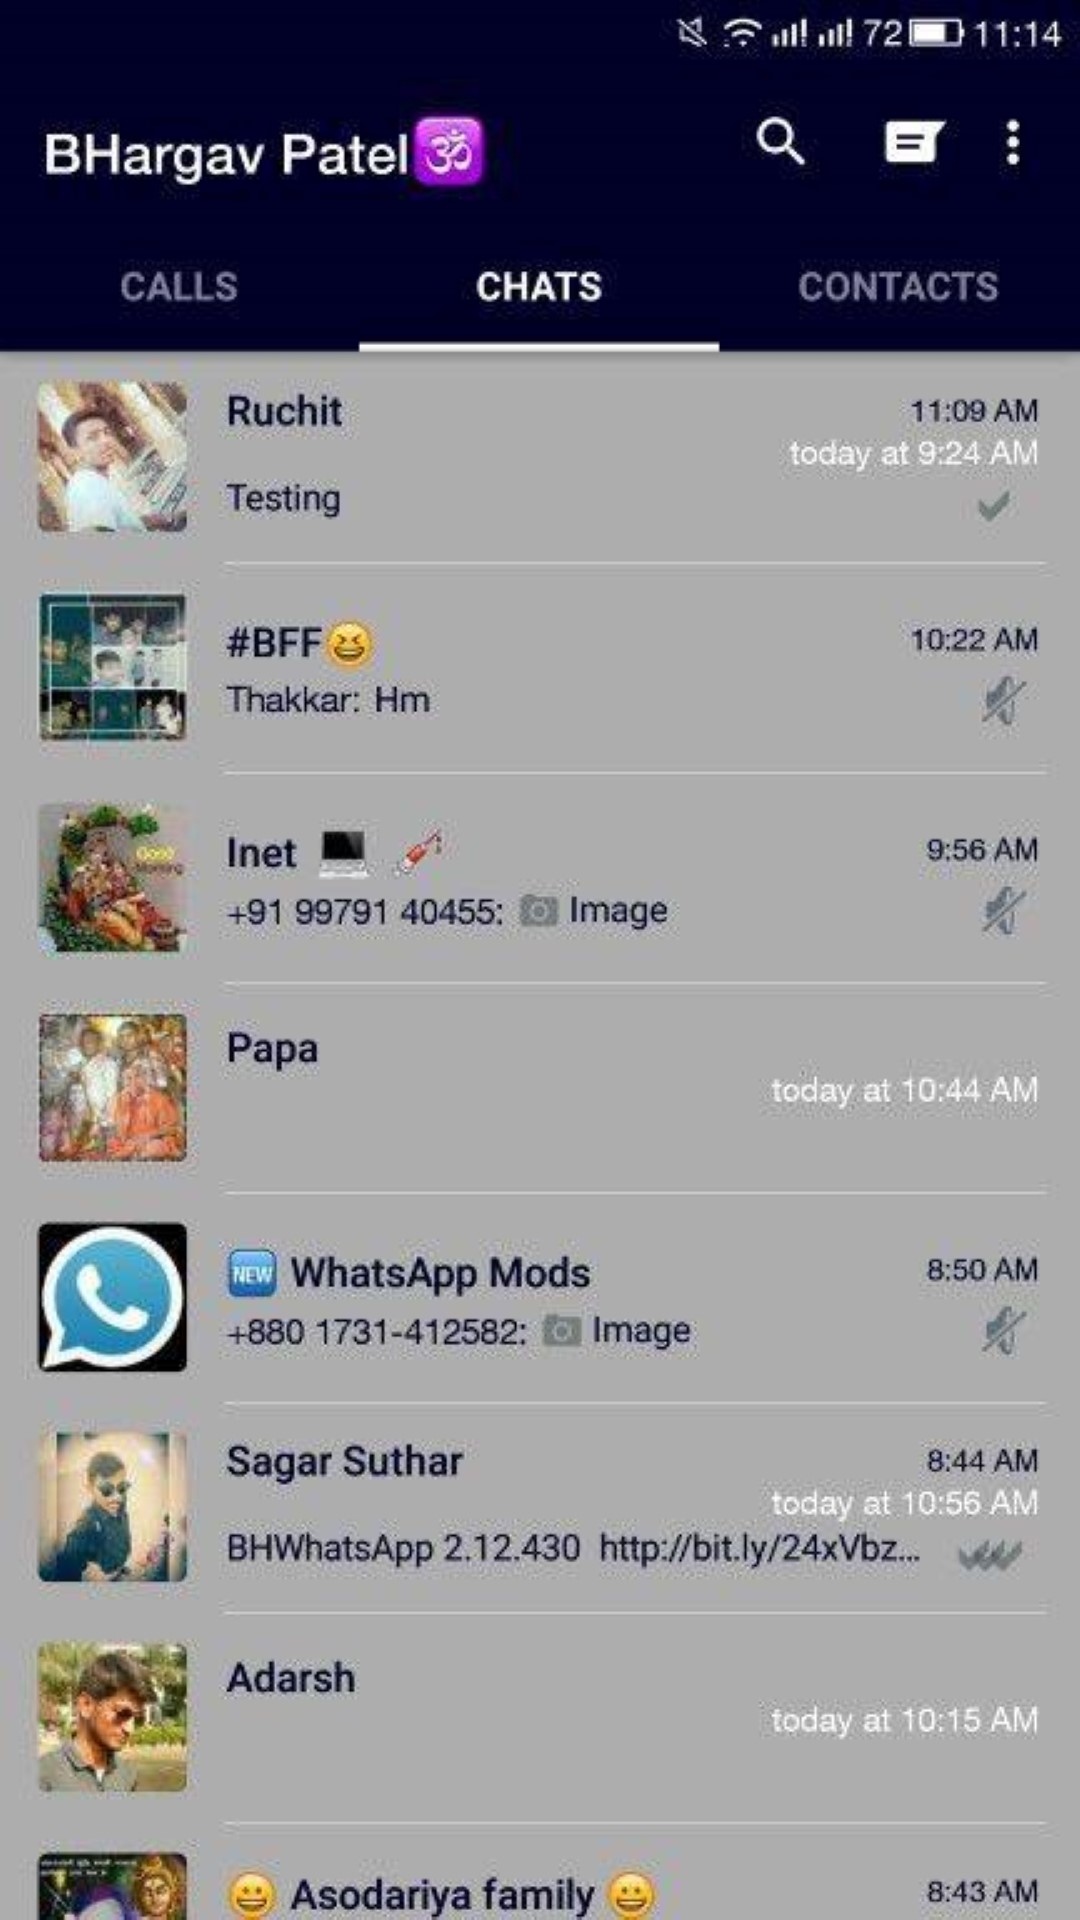 72 11:14
BHargav Patel🕉
CALLS CHATS CONTACTS
Ruchit 11:09 AM
today at 9:24 AM
Testing
#BFF😆 10:22 AM
Thakkar: Hm
Inet 💻 💉 9:56 AM
+91 99791 40455: 📷 Image
Papa
today at 10:44 AM
🆕 WhatsApp Mods 8:50 AM
+880 1731-412582: 📷 Image
Sagar Suthar 8:44 AM
today at 10:56 AM
BHWhatsApp 2.12.430 http://bit.ly/24xVbz...
Adarsh
today at 10:15 AM
😀 Asodariya family 😀 8:43 AM